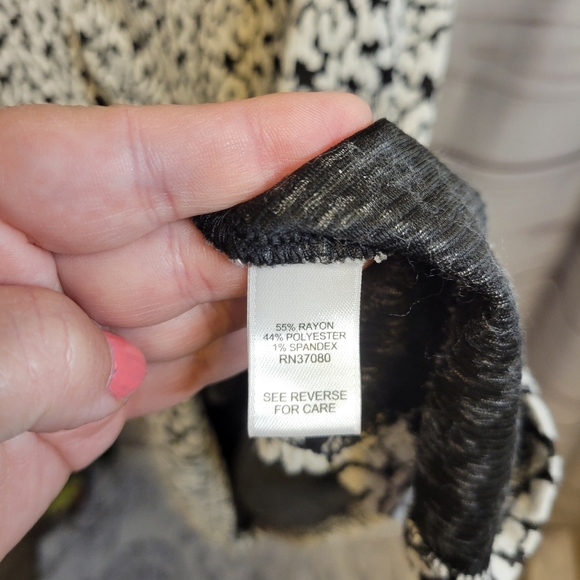 55% RAYON
44% POLYESTER
1% SPANDEX
RN37080
SEE REVERSE
FOR CARE